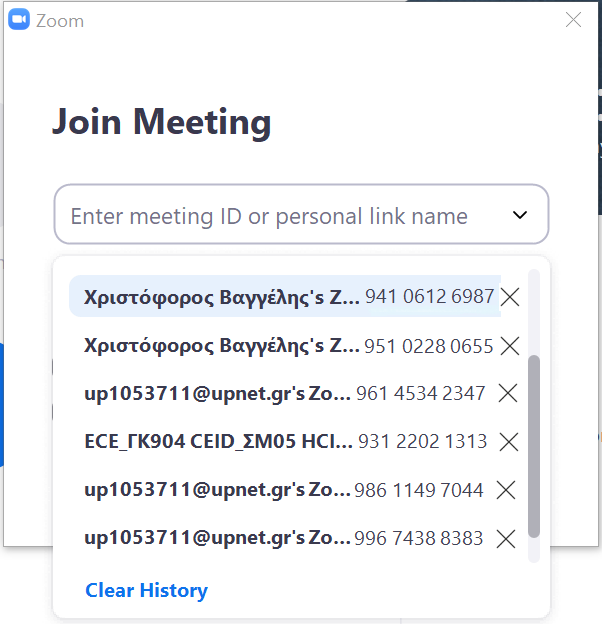 Zoom
Join Meeting
Enter meeting ID or personal link name
Χριστόφορος Βαγγέλης's Z... 941 0612 6987
Χριστόφορος Βαγγέλης's Z... 951 0228 0655
up1053711@upnet.gr's Zo... 961 4534 2347
ECE_ΓΚ904 CEID_ΣΜ05 HCI... 931 2202 1313
up1053711@upnet.gr's Zo... 986 1149 7044
up1053711@upnet.gr's Zo... 996 7438 8383
Clear History